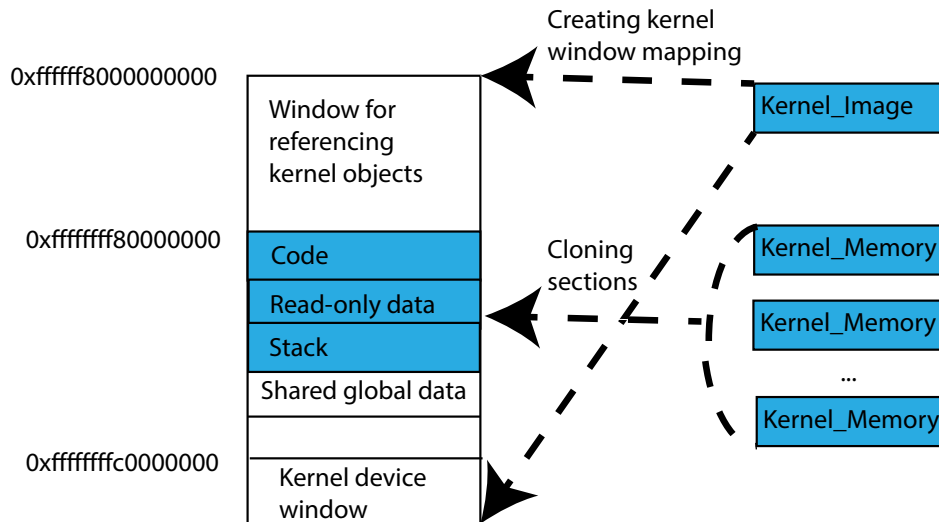 Creating kernel
window mapping
0xffffff8000000000
Kernel_Image
Window for
referencing
kernel objects
0xffffffff80000000
Code
Cloning
sections
Kernel_Memory
Read-only data
Kernel_Memory
Stack
Shared global data
...
Kernel_Memory
0xffffffffc0000000
Kernel device
window